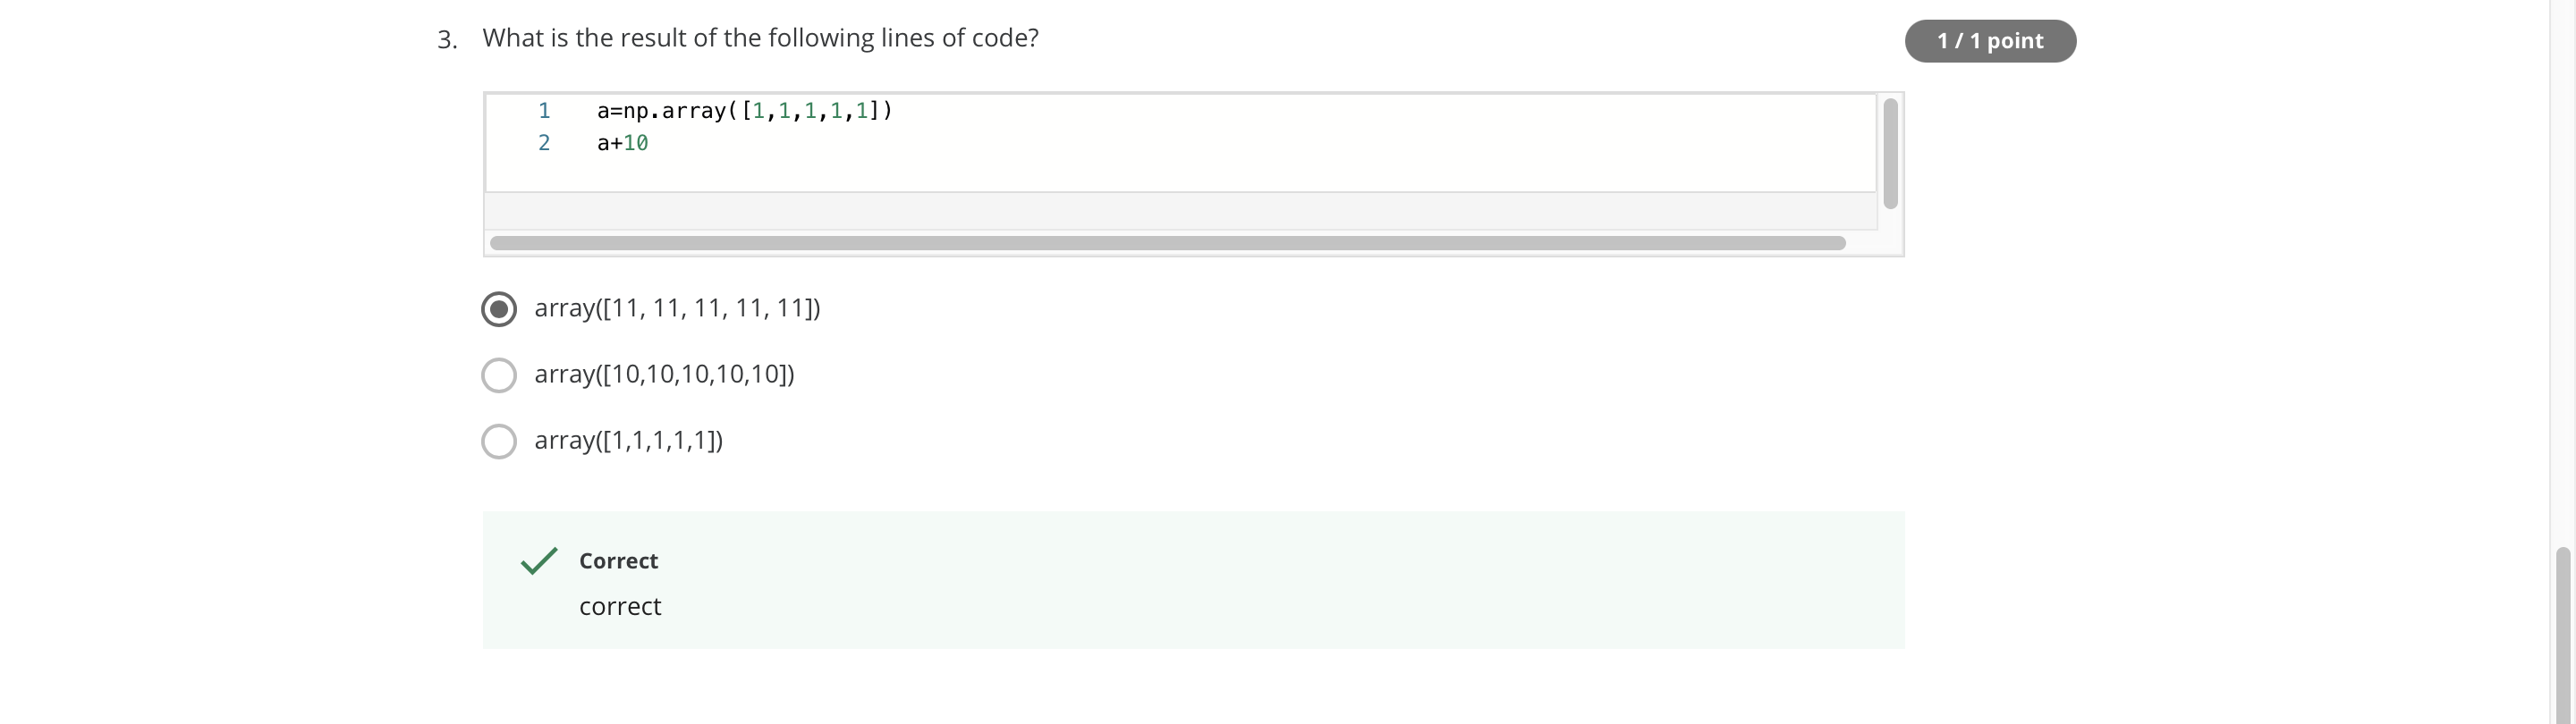 3. What is the result of the following lines of code?
1 / 1 point
1 a=np.array([1,1,1,1,1])
2 a+10
array([11, 11, 11, 11, 11])
array([10,10,10,10,10])
array([1,1,1,1,1])
Correct
correct